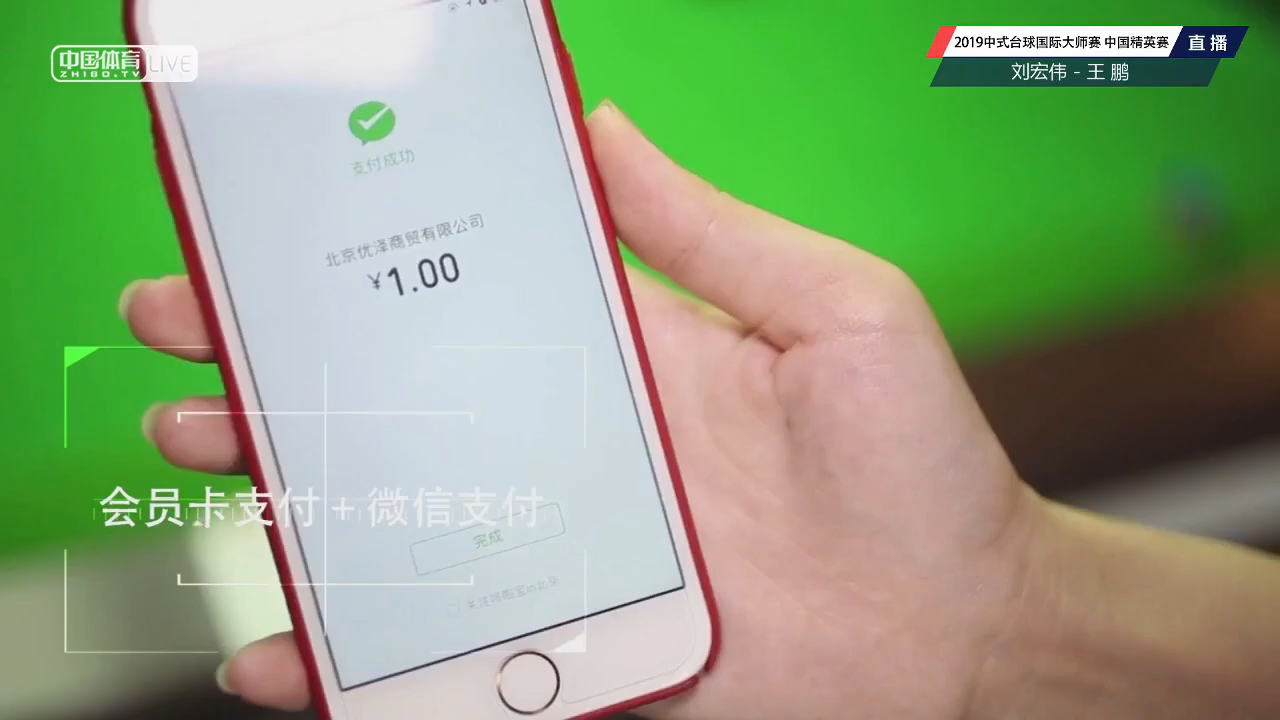 中国体育
ZHIBO.TV
LIVE
2019中式台球国际大师赛 中国精英赛
直播
刘宏伟 - 王 鹏
支付成功
北京优泽商贸有限公司
¥1.00
会员卡支付 + 微信支付
完成